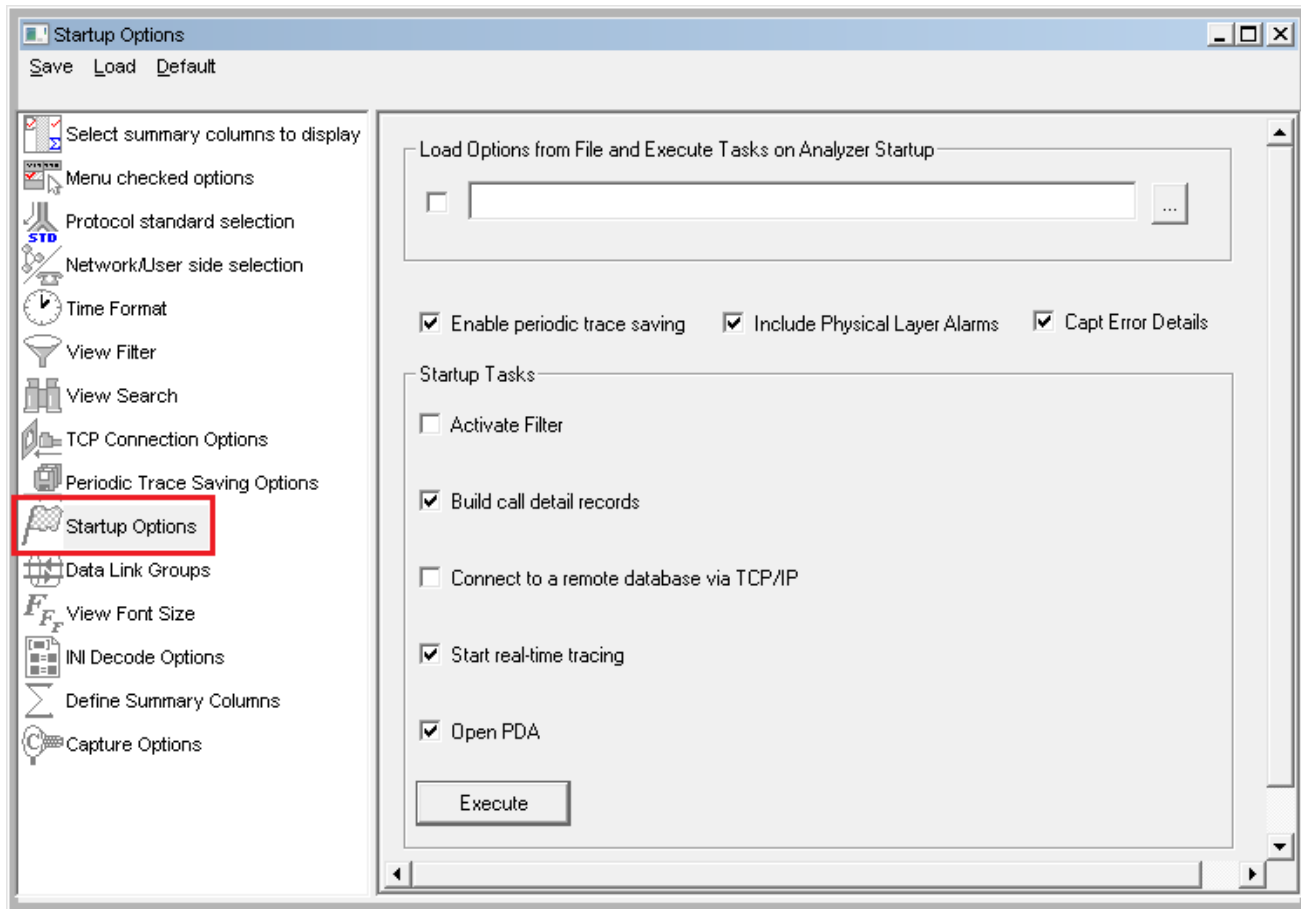 Startup Options
Save Load Default
Select summary columns to display
Menu checked options
STD Protocol standard selection
Network/User side selection
Time Format
View Filter
View Search
TCP Connection Options
Periodic Trace Saving Options
Startup Options
Data Link Groups
View Font Size
INI Decode Options
Define Summary Columns
Capture Options
Load Options from File and Execute Tasks on Analyzer Startup
...
Enable periodic trace saving Include Physical Layer Alarms Capt Error Details
Startup Tasks
Activate Filter
Build call detail records
Connect to a remote database via TCP/IP
Start real-time tracing
Open PDA
Execute